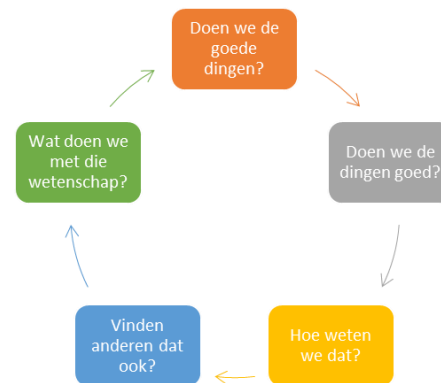 Doen we de
goede
dingen?
Doen we de
dingen goed?
Hoe weten
we dat?
Vinden
anderen dat
ook?
Wat doen we
met die
wetenschap?